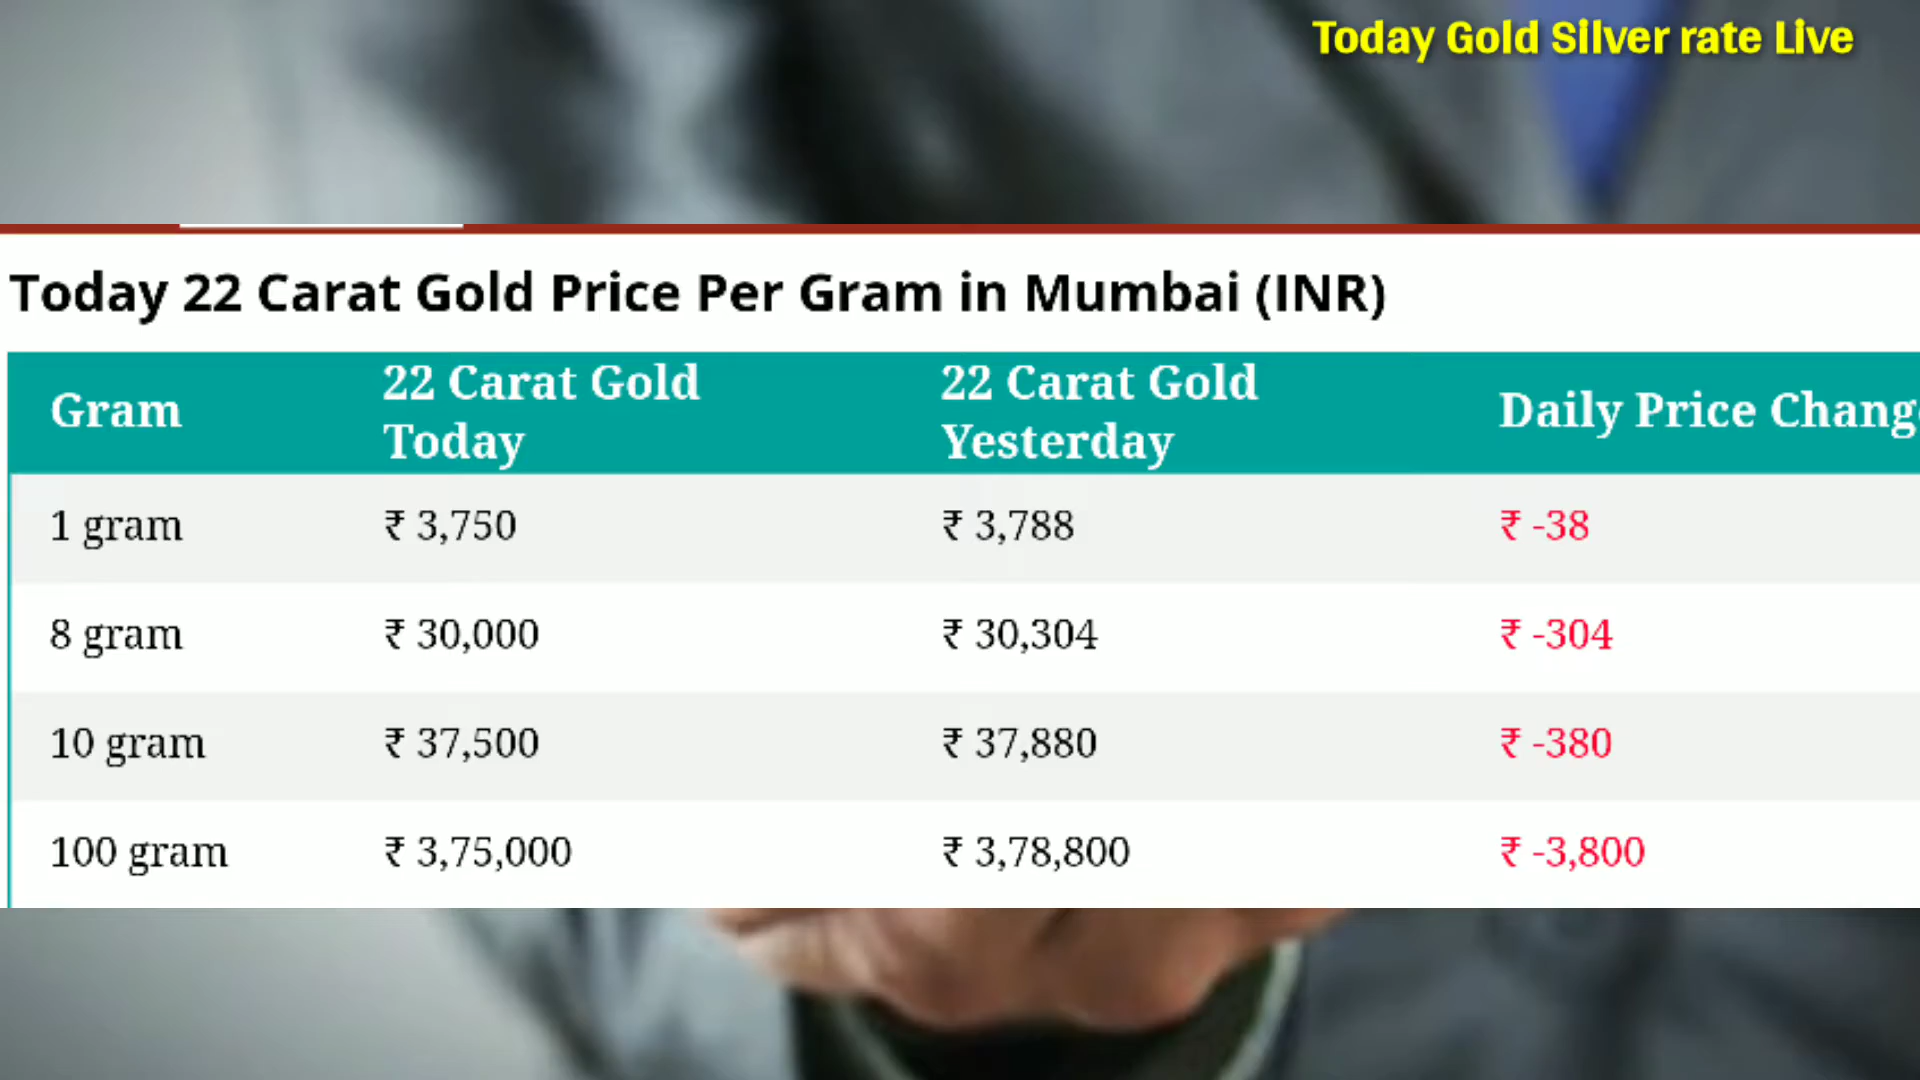 Today Gold Silver rate Live
Today 22 Carat Gold Price Per Gram in Mumbai (INR)
Gram 22 Carat Gold Today 22 Carat Gold Yesterday Daily Price Chang
1 gram ₹ 3,750 ₹ 3,788 ₹ -38
8 gram ₹ 30,000 ₹ 30,304 ₹ -304
10 gram ₹ 37,500 ₹ 37,880 ₹ -380
100 gram ₹ 3,75,000 ₹ 3,78,800 ₹ -3,800